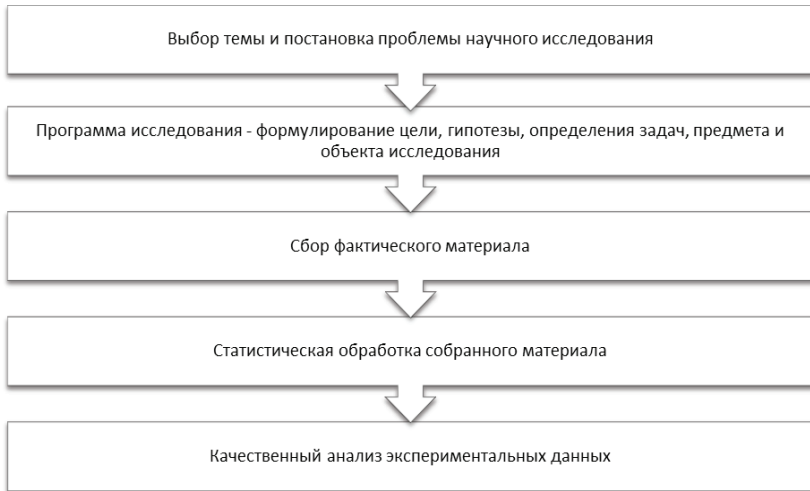 Выбор темы и постановка проблемы научного исследования
Программа исследования - формулирование цели, гипотезы, определения задач, предмета и
объекта исследования
Сбор фактического материала
Статистическая обработка собранного материала
Качественный анализ экспериментальных данных